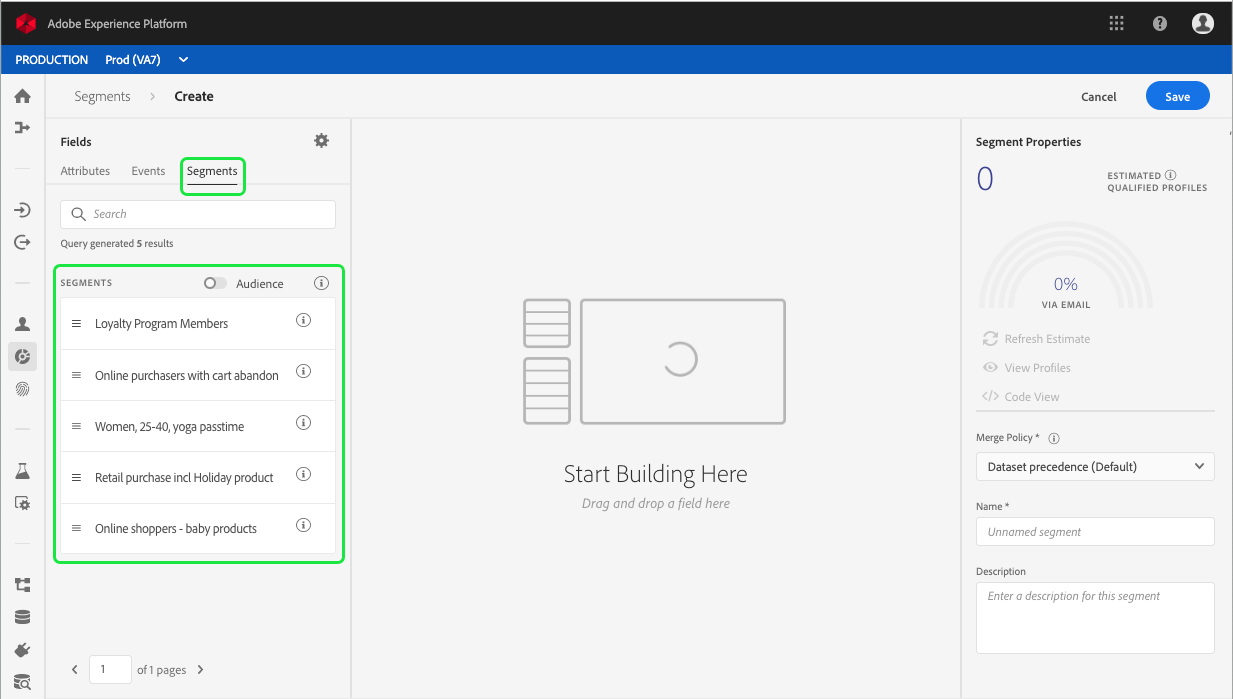 Adobe Experience Platform
PRODUCTION Prod (VA7)
Segments > Create
Cancel
Save
Fields
Attributes Events Segments
Search
Query generated 5 results
SEGMENTS Audience
Loyalty Program Members
Online purchasers with cart abandon
Women, 25-40, yoga passtime
Retail purchase incl Holiday product
Online shoppers - baby products
1 of 1 pages
Start Building Here
Drag and drop a field here
Segment Properties
0
ESTIMATED
QUALIFIED PROFILES
0%
VIA EMAIL
Refresh Estimate
View Profiles
Code View
Merge Policy *
Dataset precedence (Default)
Name *
Unnamed segment
Description
Enter a description for this segment